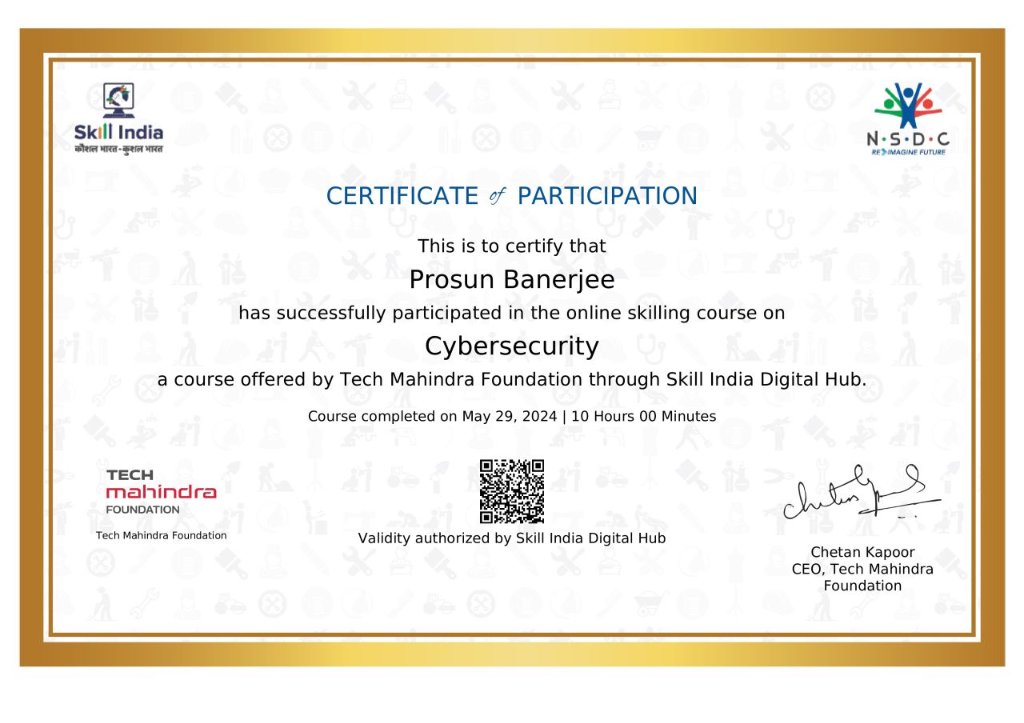 Skill India
कौशल भारत-कुशल भारत
N·S·D·C
RE IMAGINE FUTURE
CERTIFICATE of PARTICIPATION
This is to certify that
Prosun Banerjee
has successfully participated in the online skilling course on
Cybersecurity
a course offered by Tech Mahindra Foundation through Skill India Digital Hub.
Course completed on May 29, 2024 | 10 Hours 00 Minutes
TECH
mahindra
FOUNDATION
Tech Mahindra Foundation
Validity authorized by Skill India Digital Hub
Chetan Kapoor
CEO, Tech Mahindra
Foundation